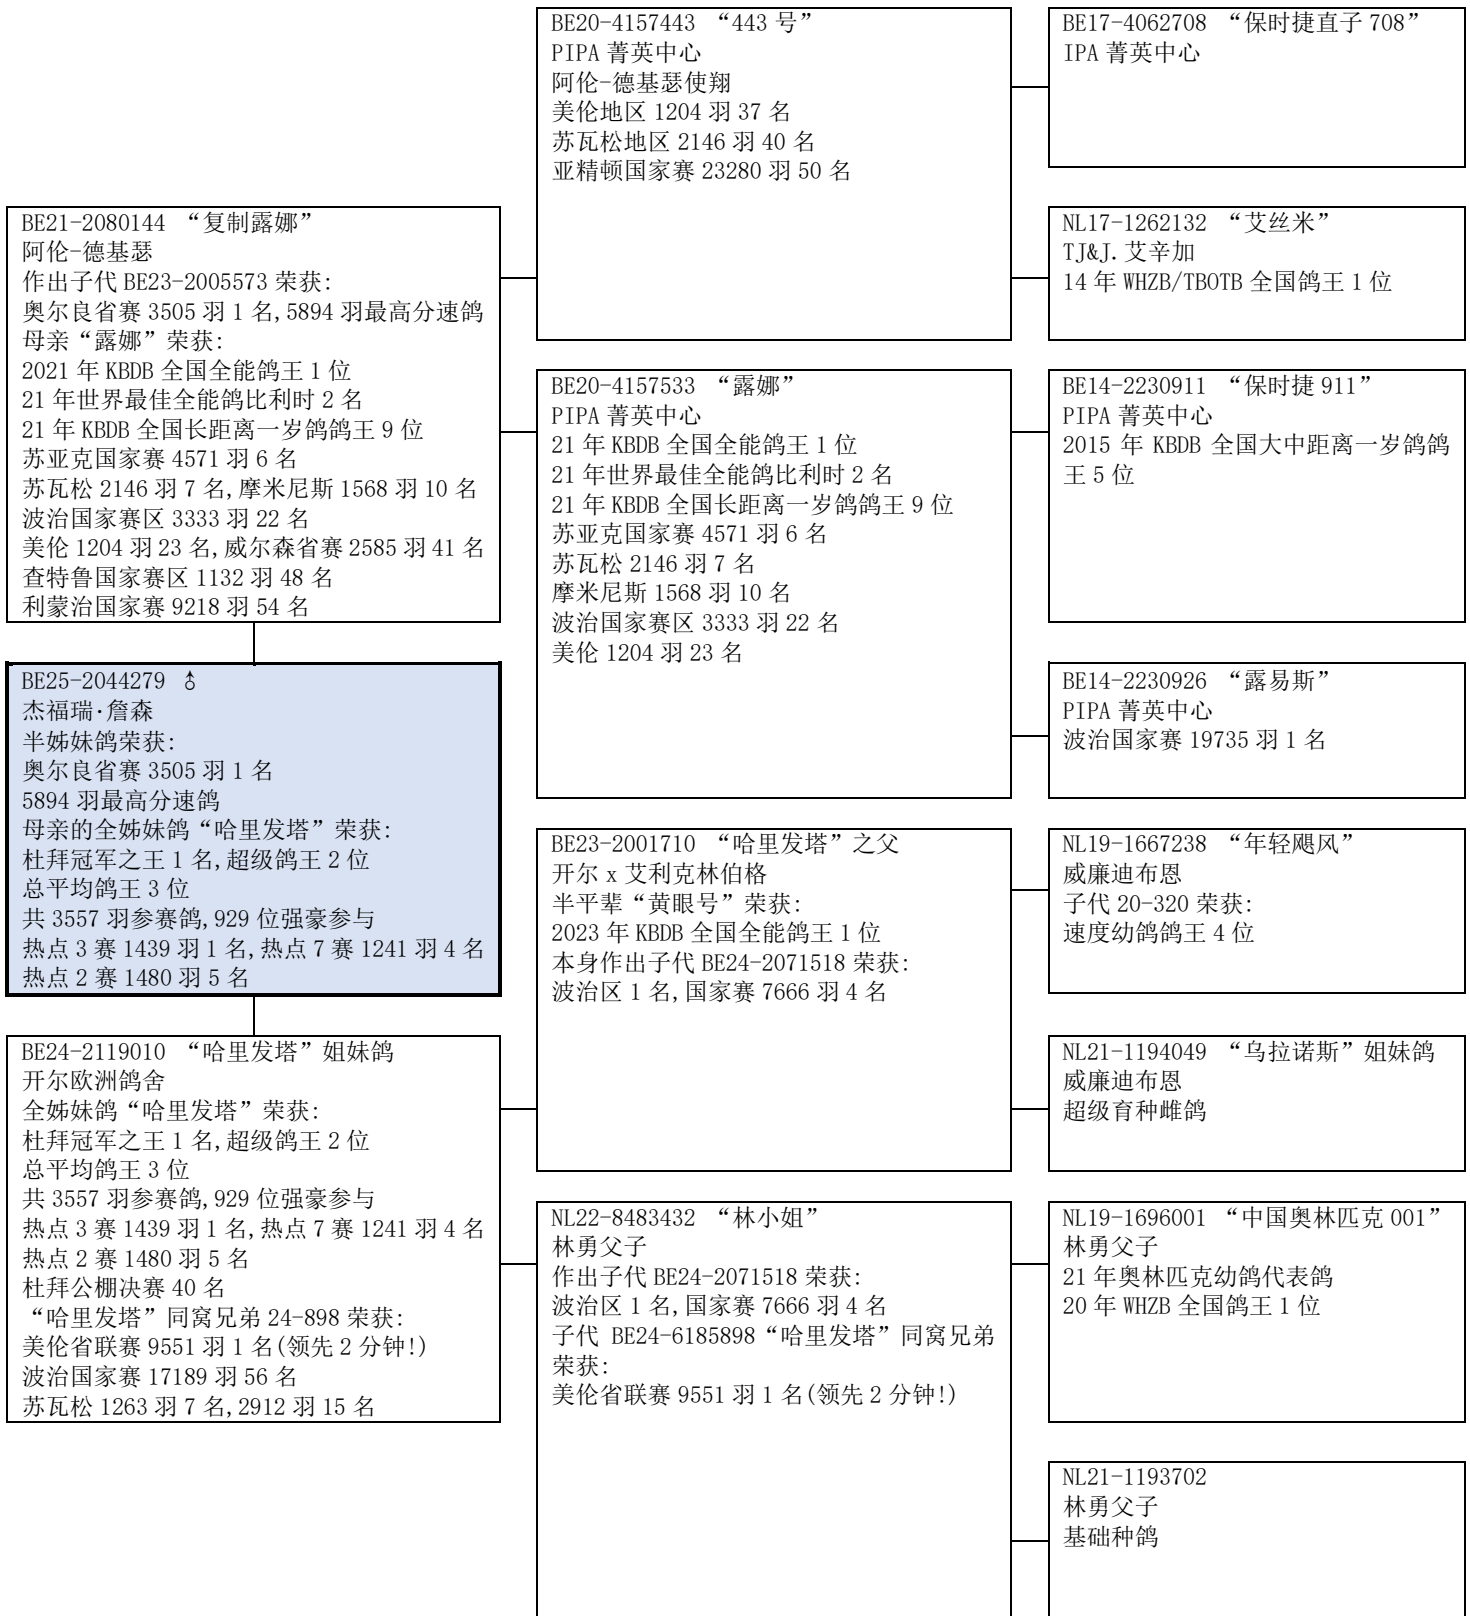 BE20-4157443 “443 号”
PIPA 菁英中心
阿伦-德基瑟使翔
美伦地区 1204 羽 37 名
苏瓦松地区 2146 羽 40 名
亚精顿国家赛 23280 羽 50 名
BE17-4062708 “保时捷直子 708”
IPA 菁英中心
NL17-1262132 “艾丝米”
TJ&J.艾辛加
14 年 WHZB/TBOTB 全国鸽王 1 位
BE21-2080144 “复制露娜”
阿伦-德基瑟
作出子代 BE23-2005573 荣获:
奥尔良省赛 3505 羽 1 名,5894 羽最高分速鸽
母亲“露娜”荣获:
2021 年 KBDB 全国全能鸽王 1 位
21 年世界最佳全能鸽比利时 2 名
21 年 KBDB 全国长距离一岁鸽鸽王 9 位
苏亚克国家赛 4571 羽 6 名
苏瓦松 2146 羽 7 名,摩米尼斯 1568 羽 10 名
波治国家赛区 3333 羽 22 名
美伦 1204 羽 23 名,威尔森省赛 2585 羽 41 名
查特鲁国家赛区 1132 羽 48 名
利蒙治国家赛 9218 羽 54 名
BE20-4157533 “露娜”
PIPA 菁英中心
21 年 KBDB 全国全能鸽王 1 位
21 年世界最佳全能鸽比利时 2 名
21 年 KBDB 全国长距离一岁鸽鸽王 9 位
苏亚克国家赛 4571 羽 6 名
苏瓦松 2146 羽 7 名
摩米尼斯 1568 羽 10 名
波治国家赛区 3333 羽 22 名
美伦 1204 羽 23 名
BE14-2230911 “保时捷 911”
PIPA 菁英中心
2015 年 KBDB 全国大中距离一岁鸽鸽
王 5 位
BE14-2230926 “露易斯”
PIPA 菁英中心
波治国家赛 19735 羽 1 名
BE25-2044279 ♂
杰福瑞·詹森
半姊妹鸽荣获:
奥尔良省赛 3505 羽 1 名
5894 羽最高分速鸽
母亲的全姊妹鸽“哈里发塔”荣获:
杜拜冠军之王 1 名,超级鸽王 2 位
总平均鸽王 3 位
共 3557 羽参赛鸽,929 位强豪参与
热点 3 赛 1439 羽 1 名,热点 7 赛 1241 羽 4 名
热点 2 赛 1480 羽 5 名
BE23-2001710 “哈里发塔”之父
开尔 x 艾利克林伯格
半平辈“黄眼号”荣获:
2023 年 KBDB 全国全能鸽王 1 位
本身作出子代 BE24-2071518 荣获:
波治区 1 名,国家赛 7666 羽 4 名
NL19-1667238 “年轻飓风”
威廉迪布恩
子代 20-320 荣获:
速度幼鸽鸽王 4 位
NL21-1194049 “乌拉诺斯”姐妹鸽
威廉迪布恩
超级育种雌鸽
BE24-2119010 “哈里发塔”姐妹鸽
开尔欧洲鸽舍
全姊妹鸽“哈里发塔”荣获:
杜拜冠军之王 1 名,超级鸽王 2 位
总平均鸽王 3 位
共 3557 羽参赛鸽,929 位强豪参与
热点 3 赛 1439 羽 1 名,热点 7 赛 1241 羽 4 名
热点 2 赛 1480 羽 5 名
杜拜公棚决赛 40 名
“哈里发塔”同窝兄弟 24-898 荣获:
美伦省联赛 9551 羽 1 名(领先 2 分钟!)
波治国家赛 17189 羽 56 名
苏瓦松 1263 羽 7 名,2912 羽 15 名
NL22-8483432 “林小姐”
林勇父子
作出子代 BE24-2071518 荣获:
波治区 1 名,国家赛 7666 羽 4 名
子代 BE24-6185898“哈里发塔”同窝兄弟
荣获:
美伦省联赛 9551 羽 1 名(领先 2 分钟!)
NL19-1696001 “中国奥林匹克 001”
林勇父子
21 年奥林匹克幼鸽代表鸽
20 年 WHZB 全国鸽王 1 位
NL21-1193702
林勇父子
基础种鸽